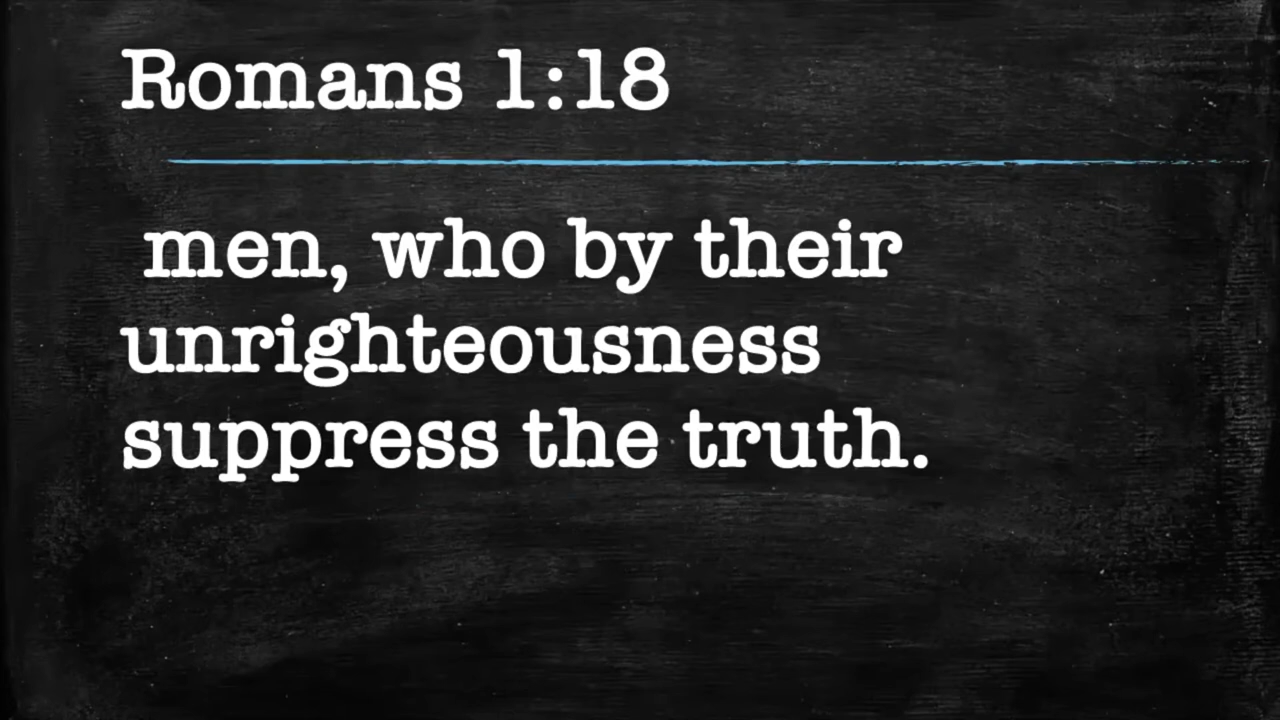 Romans 1:18
men, who by their
unrighteousness
suppress the truth.